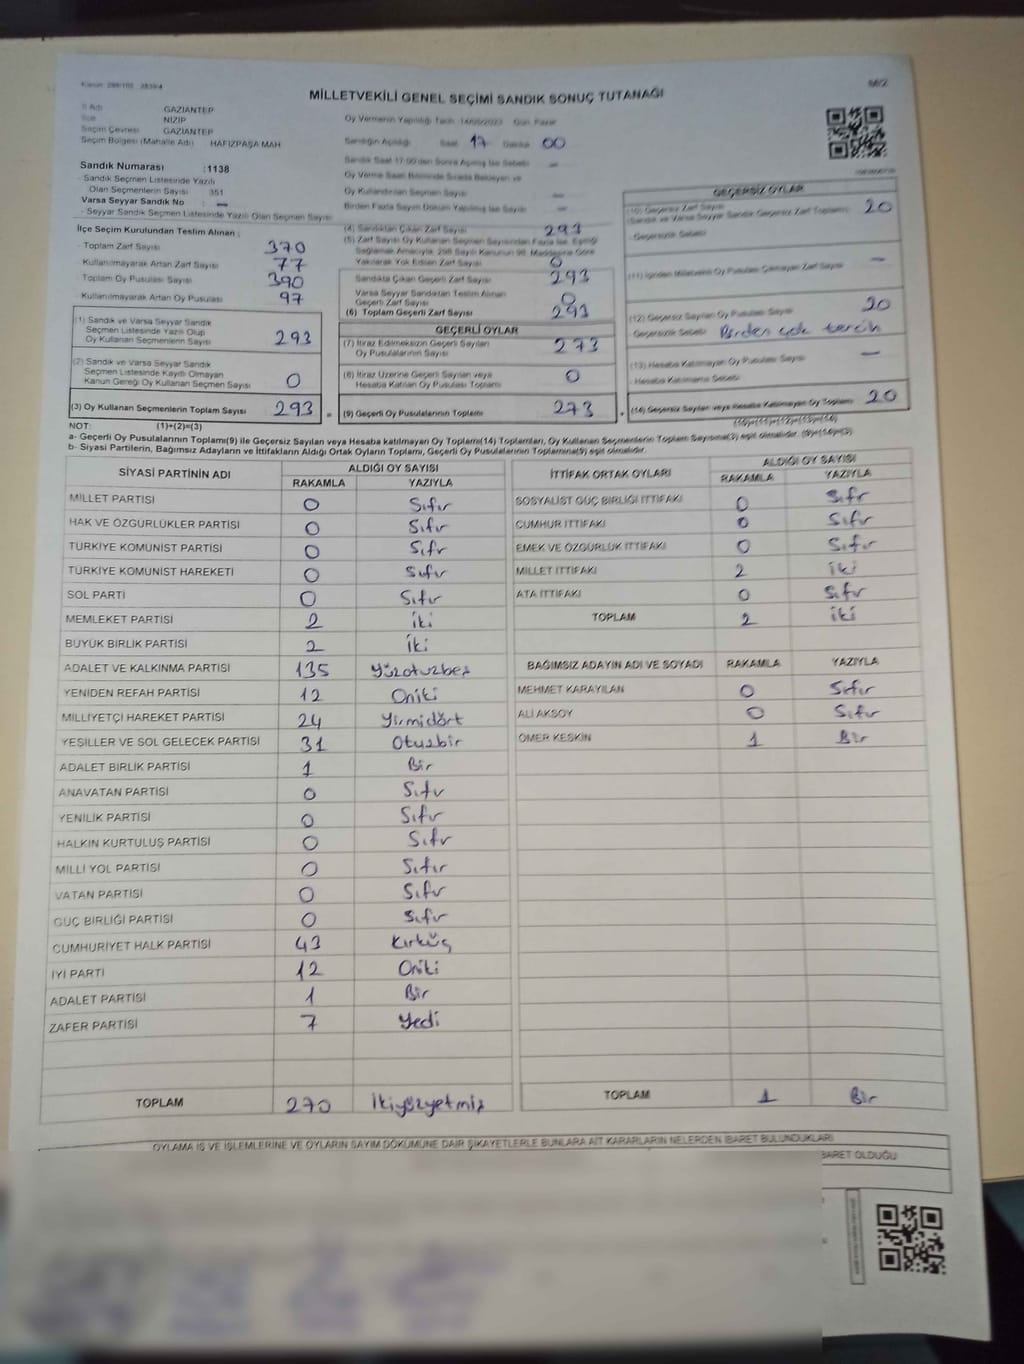 MİLLETVEKİLİ GENEL SEÇİMİ SANDIK SONUÇ TUTANAĞI
İl Adı GAZİANTEP
İlçe NİZİP
Seçim Çevresi GAZİANTEP
Seçim Bölgesi (Mahalle Adı) HAFIZPAŞA MAH
Sandık Numarası :1138
- Sandık Seçmen Listesinde Yazılı
Olan Seçmenlerin Sayısı 351
Varsa Seyyar Sandık No : –
- Seyyar Sandık Seçmen Listesinde Yazılı Olan Seçmen Sayısı
Oy Vermenin Yapıldığı Tarih :14/05/2023 Gün: Pazar
Sandığın Açıldığı Saat 17 Dakika 00
Sandık Saat 17:00'den Sonra Açılmış İse Sebebi –
Oy Verme Saati Bitiminde Sırada Bekleyen ve
Oy Kullandırılan Seçmen Sayısı –
Birden Fazla Sayım Döküm Yapılmış İse Sayısı –
İlçe Seçim Kurulundan Teslim Alınan :
- Toplam Zarf Sayısı 370
- Kullanılmayarak Artan Zarf Sayısı 77
- Toplam Oy Pusulası Sayısı 390
- Kullanılmayarak Artan Oy Pusulası 97
(1) Sandık ve Varsa Seyyar Sandık
Seçmen Listesinde Yazılı Olup
Oy Kullanan Seçmenlerin Sayısı 293
(2) Sandık ve Varsa Seyyar Sandık
Seçmen Listesinde Kayıtlı Olmayan
Kanun Gereği Oy Kullanan Seçmen Sayısı 0
(3) Oy Kullanan Seçmenlerin Toplam Sayısı 293
(4) Sandıktan Çıkan Zarf Sayısı 293
(5) Zarf Sayısı Oy Kullanan Seçmen Sayısından Fazla İse, Eşitliği
Sağlamak Amacıyla, 298 Sayılı Kanunun 98. Maddesine Göre
Yakılarak Yok Edilen Zarf Sayısı 0
Sandıkta Çıkan Geçerli Zarf Sayısı 293
Varsa Seyyar Sandıktan Teslim Alınan
Geçerli Zarf Sayısı 0
(6) Toplam Geçerli Zarf Sayısı 293
GEÇERLİ OYLAR
(7) İtiraz Edilmeksizin Geçerli Sayılan
Oy Pusulalarının Sayısı 273
(8) İtiraz Üzerine Geçerli Sayılan veya
Hesaba Katılan Oy Pusulası Toplamı 0
(9) Geçerli Oy Pusulalarının Toplamı 273
GEÇERSİZ OYLAR
(10) Geçersiz Zarf Sayısı
(Sandık ve Varsa Seyyar Sandık Geçersiz Zarf Toplamı) 20
- Geçersizlik Sebebi
(11) İçinden Milletvekili Oy Pusulası Çıkmayan Zarf Sayısı –
(12) Geçersiz Sayılan Oy Pusulası Sayısı 20
Geçersizlik Sebebi Birden çok tercih
(13) Hesaba Katılmayan Oy Pusulası Sayısı –
- Hesaba Katılmama Sebebi
(14) Geçersiz Sayılan veya Hesaba Katılmayan Oy Toplamı 20
NOT: (1)+(2)=(3)
(10)+(11)+(12)+(13)=(14)
a- Geçerli Oy Pusulalarının Toplamı(9) ile Geçersiz Sayılan veya Hesaba katılmayan Oy Toplamı(14) Toplamları, Oy Kullanan Seçmenlerin Toplam Sayısına(3) eşit olmalıdır. (9)+(14)=(3)
b- Siyasi Partilerin, Bağımsız Adayların ve İttifakların Aldığı Ortak Oyların Toplamı, Geçerli Oy Pusulalarının Toplamına(9) eşit olmalıdır.
SİYASİ PARTİNİN ADI ALDIĞI OY SAYISI
RAKAMLA YAZIYLA
MİLLET PARTİSİ 0 Sıfır
HAK VE ÖZGÜRLÜKLER PARTİSİ 0 Sıfır
TÜRKİYE KOMÜNİST PARTİSİ 0 Sıfır
TÜRKİYE KOMÜNİST HAREKETİ 0 Sıfır
SOL PARTİ 0 Sıfır
MEMLEKET PARTİSİ 2 İki
BÜYÜK BİRLİK PARTİSİ 2 İki
ADALET VE KALKINMA PARTİSİ 135 Yüzotuzbeş
YENİDEN REFAH PARTİSİ 12 Oniki
MİLLİYETÇİ HAREKET PARTİSİ 24 Yirmidört
YEŞİLLER VE SOL GELECEK PARTİSİ 31 Otuzbir
ADALET BİRLİK PARTİSİ 1 Bir
ANAVATAN PARTİSİ 0 Sıfır
YENİLİK PARTİSİ 0 Sıfır
HALKIN KURTULUŞ PARTİSİ 0 Sıfır
MİLLİ YOL PARTİSİ 0 Sıfır
VATAN PARTİSİ 0 Sıfır
GÜÇ BİRLİĞİ PARTİSİ 0 Sıfır
CUMHURİYET HALK PARTİSİ 43 Kırküç
İYİ PARTİ 12 Oniki
ADALET PARTİSİ 1 Bir
ZAFER PARTİSİ 7 Yedi
TOPLAM 270 İkiyüzyetmiş
İTTİFAK ORTAK OYLARI ALDIĞI OY SAYISI
RAKAMLA YAZIYLA
SOSYALİST GÜÇ BİRLİĞİ İTTİFAKI 0 Sıfır
CUMHUR İTTİFAKI 0 Sıfır
EMEK VE ÖZGÜRLÜK İTTİFAKI 0 Sıfır
MİLLET İTTİFAKI 2 İki
ATA İTTİFAKI 0 Sıfır
TOPLAM 2 İki
BAĞIMSIZ ADAYIN ADI VE SOYADI RAKAMLA YAZIYLA
MEHMET KARAYILAN 0 Sıfır
ALİ AKSOY 0 Sıfır
ÖMER KESKİN 1 Bir
TOPLAM 1 Bir
OYLAMA İŞ VE İŞLEMLERİNE VE OYLARIN SAYIM DÖKÜMÜNE DAİR ŞİKAYETLERLE BUNLARA AİT KARARLARIN NELERDEN İBARET BULUNDUKLARI
BARET OLDUĞU